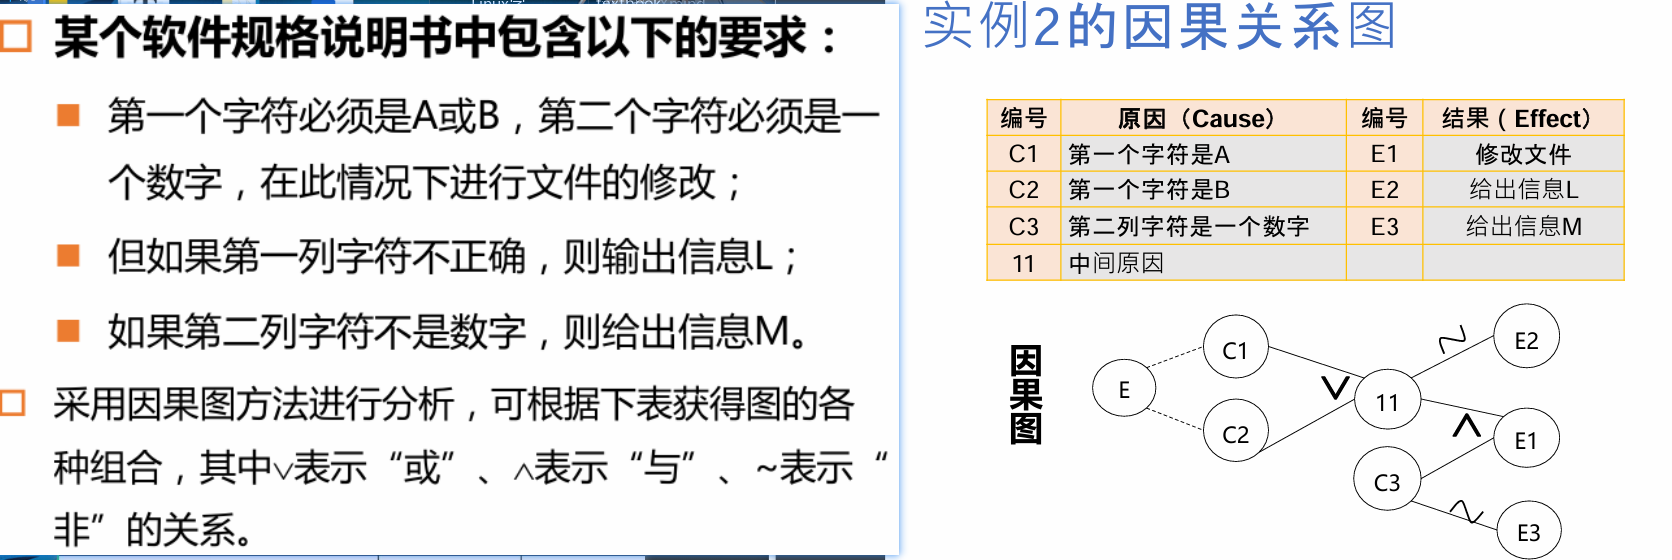 某个软件规格说明书中包含以下的要求：
第一个字符必须是A或B，第二个字符必须是一
个数字，在此情况下进行文件的修改；
但如果第一列字符不正确，则输出信息L；
如果第二列字符不是数字，则给出信息M。
采用因果图方法进行分析，可根据下表获得图的各
种组合，其中∨表示“或”、∧表示“与”、~表示“
非”的关系。
实例2的因果关系图
编号 原因（Cause） 编号 结果（Effect）
C1 第一个字符是A E1 修改文件
C2 第一个字符是B E2 给出信息L
C3 第二列字符是一个数字 E3 给出信息M
11 中间原因
因果图
E
C1
C2
∨
11
~
E2
∧
E1
C3
~
E3